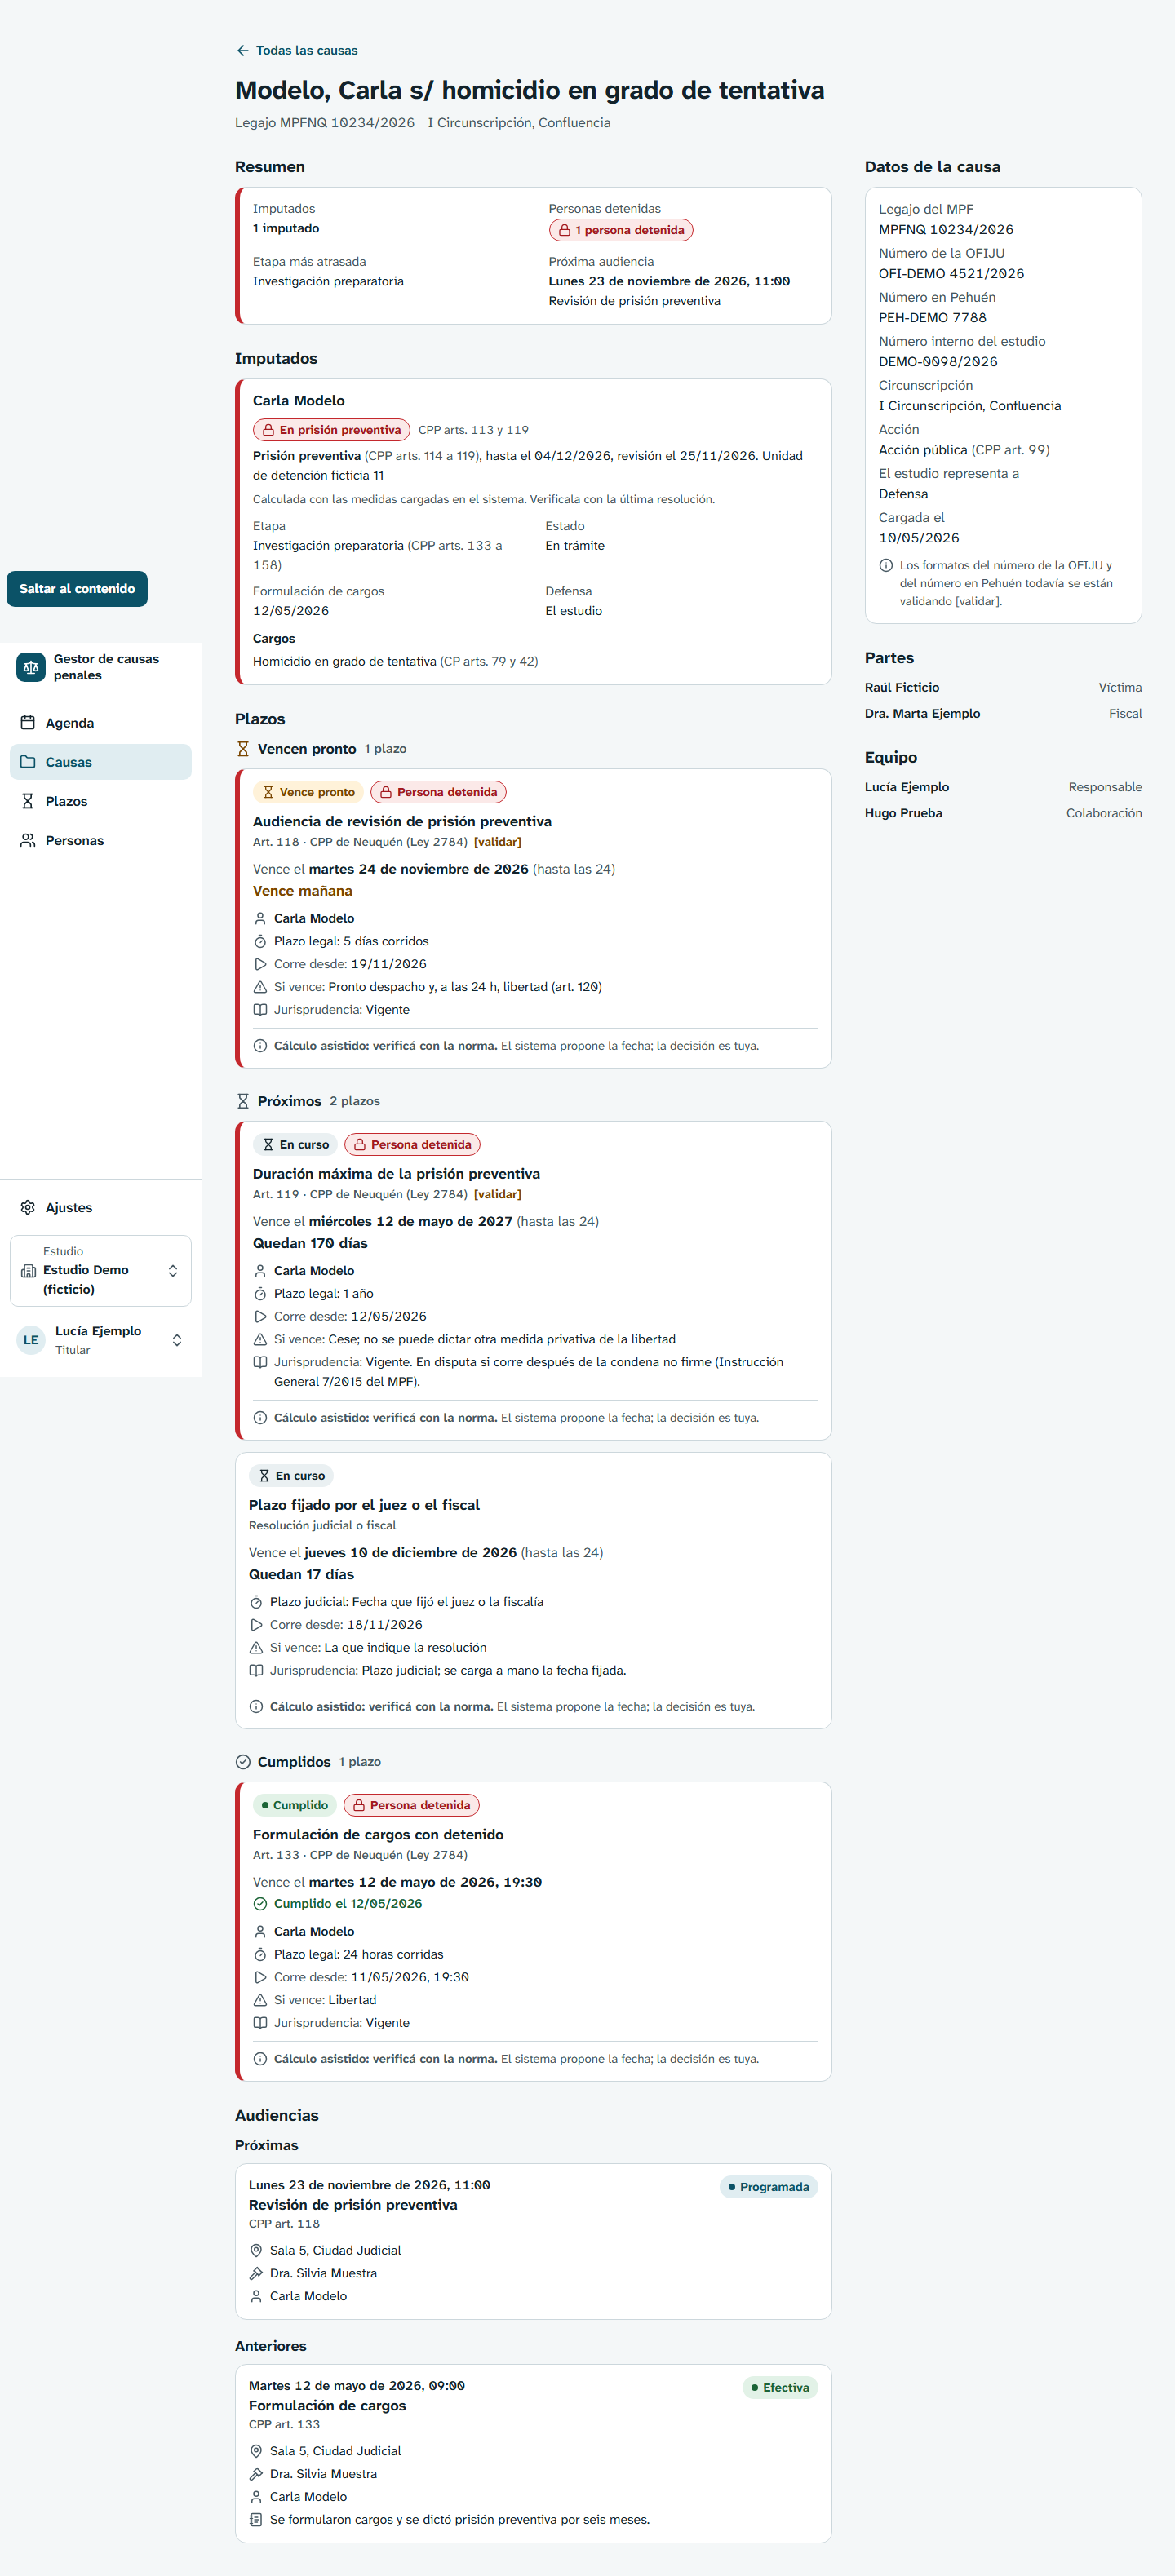 Todas las causas
Modelo, Carla s/ homicidio en grado de tentativa
Legajo MPFNQ 10234/2026 I Circunscripción, Confluencia
Resumen
Imputados
1 imputado
Personas detenidas
1 persona detenida
Etapa más atrasada
Investigación preparatoria
Próxima audiencia
Lunes 23 de noviembre de 2026, 11:00
Revisión de prisión preventiva
Imputados
Carla Modelo
En prisión preventiva CPP arts. 113 y 119
Prisión preventiva (CPP arts. 114 a 119), hasta el 04/12/2026, revisión el 25/11/2026. Unidad
de detención ficticia 11
Calculada con las medidas cargadas en el sistema. Verificala con la última resolución.
Etapa
Investigación preparatoria (CPP arts. 133 a
158)
Estado
En trámite
Formulación de cargos
12/05/2026
Defensa
El estudio
Cargos
Homicidio en grado de tentativa (CP arts. 79 y 42)
Plazos
Vencen pronto 1 plazo
Vence pronto Persona detenida
Audiencia de revisión de prisión preventiva
Art. 118 · CPP de Neuquén (Ley 2784) [validar]
Vence el martes 24 de noviembre de 2026 (hasta las 24)
Vence mañana
Carla Modelo
Plazo legal: 5 días corridos
Corre desde: 19/11/2026
Si vence: Pronto despacho y, a las 24 h, libertad (art. 120)
Jurisprudencia: Vigente
Cálculo asistido: verificá con la norma. El sistema propone la fecha; la decisión es tuya.
Próximos 2 plazos
En curso Persona detenida
Duración máxima de la prisión preventiva
Art. 119 · CPP de Neuquén (Ley 2784) [validar]
Vence el miércoles 12 de mayo de 2027 (hasta las 24)
Quedan 170 días
Carla Modelo
Plazo legal: 1 año
Corre desde: 12/05/2026
Si vence: Cese; no se puede dictar otra medida privativa de la libertad
Jurisprudencia: Vigente. En disputa si corre después de la condena no firme (Instrucción
General 7/2015 del MPF).
Cálculo asistido: verificá con la norma. El sistema propone la fecha; la decisión es tuya.
En curso
Plazo fijado por el juez o el fiscal
Resolución judicial o fiscal
Vence el jueves 10 de diciembre de 2026 (hasta las 24)
Quedan 17 días
Plazo judicial: Fecha que fijó el juez o la fiscalía
Corre desde: 18/11/2026
Si vence: La que indique la resolución
Jurisprudencia: Plazo judicial; se carga a mano la fecha fijada.
Cálculo asistido: verificá con la norma. El sistema propone la fecha; la decisión es tuya.
Cumplidos 1 plazo
Cumplido Persona detenida
Formulación de cargos con detenido
Art. 133 · CPP de Neuquén (Ley 2784)
Vence el martes 12 de mayo de 2026, 19:30
Cumplido el 12/05/2026
Carla Modelo
Plazo legal: 24 horas corridas
Corre desde: 11/05/2026, 19:30
Si vence: Libertad
Jurisprudencia: Vigente
Cálculo asistido: verificá con la norma. El sistema propone la fecha; la decisión es tuya.
Audiencias
Próximas
Lunes 23 de noviembre de 2026, 11:00
Programada
Revisión de prisión preventiva
CPP art. 118
Sala 5, Ciudad Judicial
Dra. Silvia Muestra
Carla Modelo
Anteriores
Martes 12 de mayo de 2026, 09:00
Efectiva
Formulación de cargos
CPP art. 133
Sala 5, Ciudad Judicial
Dra. Silvia Muestra
Carla Modelo
Se formularon cargos y se dictó prisión preventiva por seis meses.
Datos de la causa
Legajo del MPF
MPFNQ 10234/2026
Número de la OFIJU
OFI-DEMO 4521/2026
Número en Pehuén
PEH-DEMO 7788
Número interno del estudio
DEMO-0098/2026
Circunscripción
I Circunscripción, Confluencia
Acción
Acción pública (CPP art. 99)
El estudio representa a
Defensa
Cargada el
10/05/2026
Los formatos del número de la OFIJU y
del número en Pehuén todavía se están
validando [validar].
Partes
Raúl Ficticio Víctima
Dra. Marta Ejemplo Fiscal
Equipo
Lucía Ejemplo Responsable
Hugo Prueba Colaboración
Saltar al contenido
Gestor de causas
penales
Agenda
Causas
Plazos
Personas
Ajustes
Estudio
Estudio Demo
(ficticio)
LE
Lucía Ejemplo
Titular